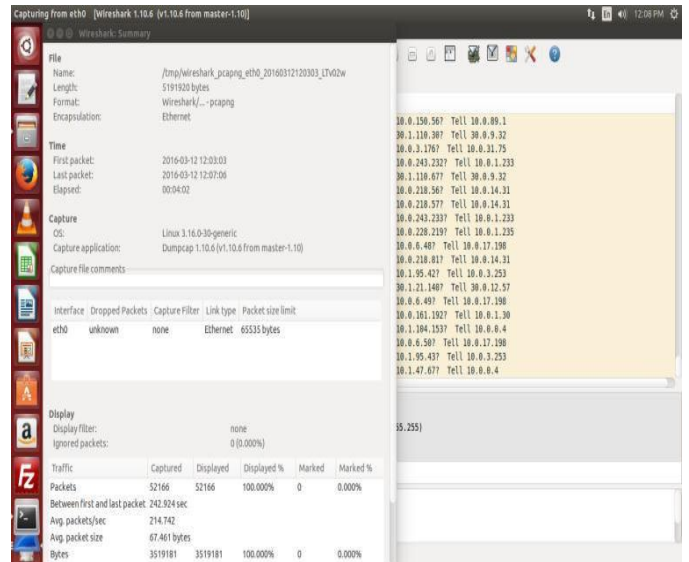 Capturing from eth0 [Wireshark 1.10.6 (v1.10.6 from master-1.10)]
En
12:08 PM
Wireshark: Summary
File
Name: /tmp/wireshark_pcapng_eth0_20160312120303_LTv02w
Length: 5191920 bytes
Format: Wireshark/... - pcapng
Encapsulation: Ethernet
Time
First packet: 2016-03-12 12:03:03
Last packet: 2016-03-12 12:07:06
Elapsed: 00:04:02
Capture
OS: Linux 3.16.0-30-generic
Capture application: Dumpcap 1.10.6 (v1.10.6 from master-1.10)
Capture file comments
Interface Dropped Packets Capture Filter Link type Packet size limit
eth0 unknown none Ethernet 65535 bytes
Display
Display filter: none
Ignored packets: 0 (0.000%)
Traffic Captured Displayed Displayed % Marked Marked %
Packets 52166 52166 100.000% 0 0.000%
Between first and last packet 242.924 sec
Avg. packets/sec 214.742
Avg. packet size 67.461 bytes
Bytes 3519181 3519181 100.000% 0 0.000%
10.0.150.56? Tell 10.0.89.1
30.1.110.30? Tell 30.0.9.32
10.0.3.176? Tell 10.0.31.75
10.0.243.232? Tell 10.0.1.233
30.1.110.67? Tell 30.0.9.32
10.0.218.56? Tell 10.0.14.31
10.0.218.57? Tell 10.0.14.31
10.0.243.233? Tell 10.0.1.233
10.0.228.219? Tell 10.0.1.235
10.0.6.48? Tell 10.0.17.198
10.0.218.81? Tell 10.0.14.31
10.1.95.42? Tell 10.0.3.253
30.1.21.140? Tell 30.0.12.57
10.0.6.49? Tell 10.0.17.198
10.0.161.192? Tell 10.0.1.30
10.1.104.153? Tell 10.0.0.4
10.0.6.50? Tell 10.0.17.198
10.1.95.43? Tell 10.0.3.253
10.1.47.67? Tell 10.0.0.4
55.255)
a
Fz